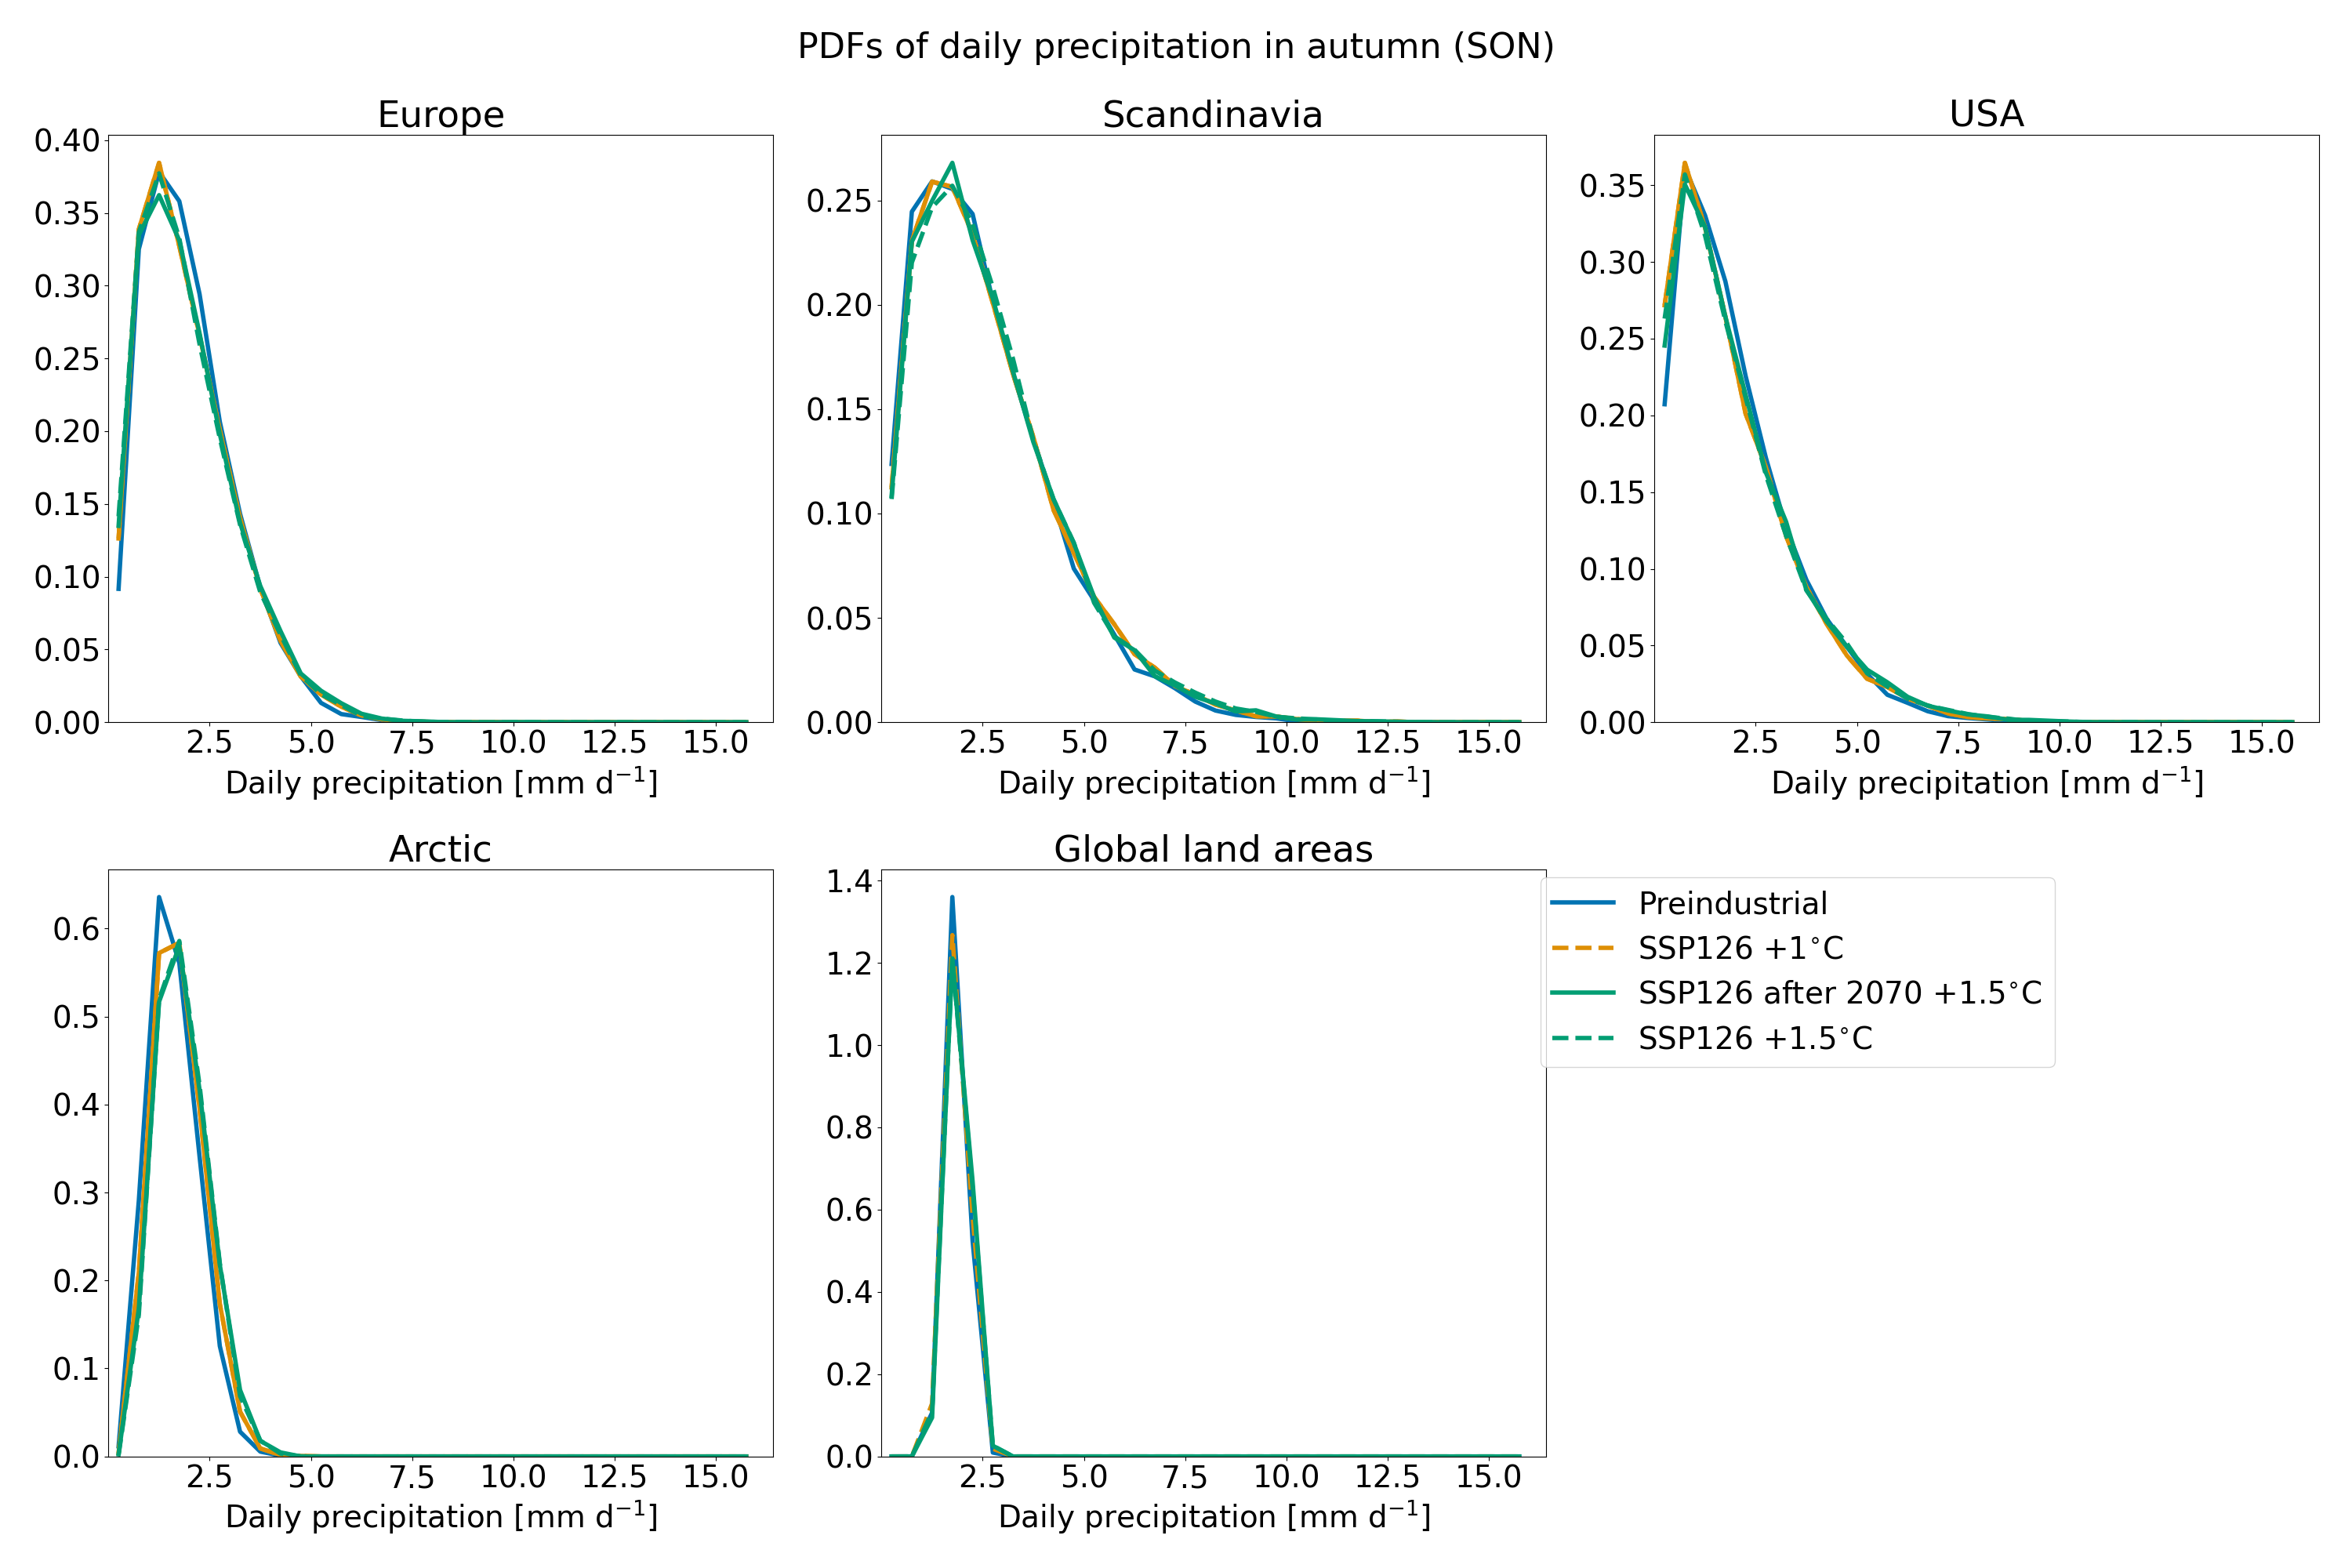 PDFs of daily precipitation in autumn (SON)
Europe
0.40
0.35
0.30
0.25
0.20
0.15
0.10
0.05
0.00
2.5 5.0 7.5 10.0 12.5 15.0
Daily precipitation [mm d⁻¹]
Scandinavia
0.25
0.20
0.15
0.10
0.05
0.00
2.5 5.0 7.5 10.0 12.5 15.0
Daily precipitation [mm d⁻¹]
USA
0.35
0.30
0.25
0.20
0.15
0.10
0.05
0.00
2.5 5.0 7.5 10.0 12.5 15.0
Daily precipitation [mm d⁻¹]
Arctic
0.6
0.5
0.4
0.3
0.2
0.1
0.0
2.5 5.0 7.5 10.0 12.5 15.0
Daily precipitation [mm d⁻¹]
Global land areas
1.4
1.2
1.0
0.8
0.6
0.4
0.2
0.0
2.5 5.0 7.5 10.0 12.5 15.0
Daily precipitation [mm d⁻¹]
Preindustrial
SSP126 +1°C
SSP126 after 2070 +1.5°C
SSP126 +1.5°C